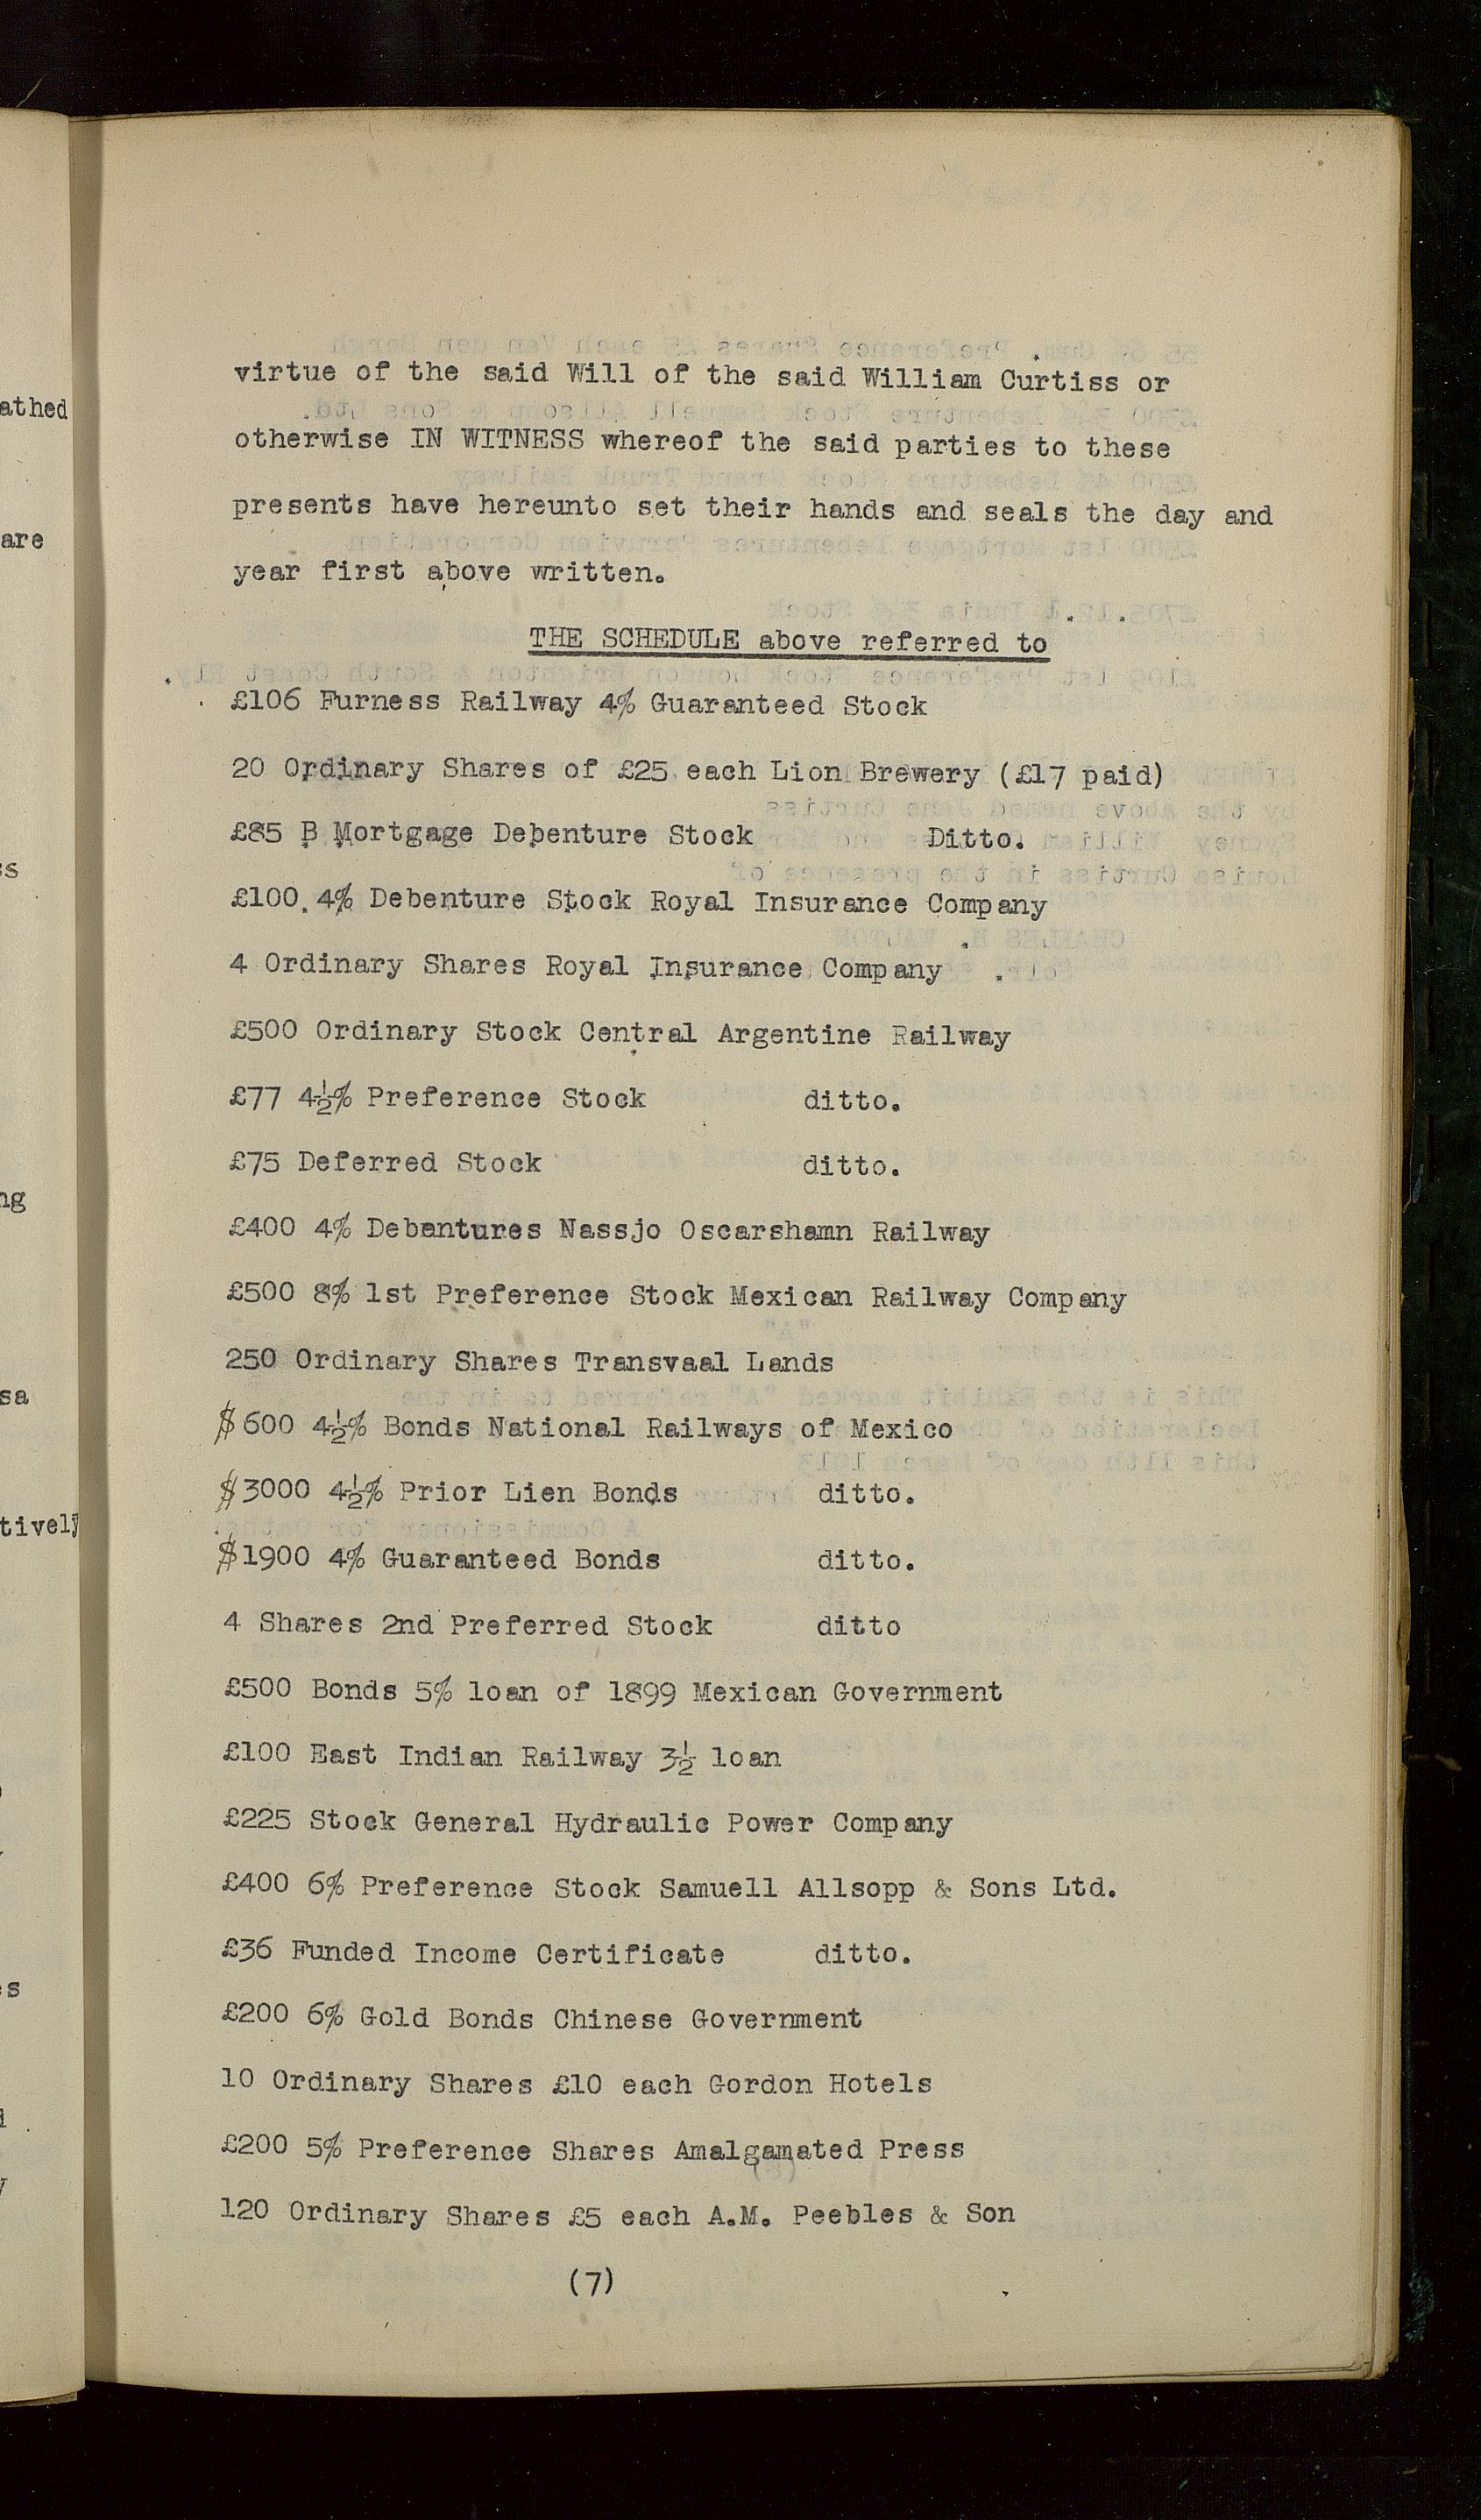 virtue of the said Will of the said William Curtiss or
otherwise IN WITNESS whereof the said parties to these
presents have hereunto set their hands and seals the day and
year first above written.
THE SCHEDULE above referred to
£106 Furness Railway 4% Guaranteed Stock
20 Ordinary Shares of £25 each Lion Brewery (£17 paid)
£85 B Mortgage Debenture Stock Ditto.
£100 4% Debenture Stock Royal Insurance Company
4 Ordinary Shares Royal Insurance Company
£500 Ordinary Stock Central Argentine Railway
£77 4½% Preference Stock ditto.
£75 Deferred Stock ditto.
£400 4% Debantures Nassjo Oscarshamn Railway
£500 8% 1st Preference Stock Mexican Railway Company
250 Ordinary Shares Transvaal Lands
$600 4½% Bonds National Railways of Mexico
$3000 4½% Prior Lien Bonds ditto.
$1900 4% Guaranteed Bonds ditto.
4 Shares 2nd Preferred Stock ditto
£500 Bonds 5% loan of 1899 Mexican Government
£100 East Indian Railway 3½ loan
£225 Stock General Hydraulic Power Company
£400 6% Preference Stock Samuell Allsopp & Sons Ltd.
£36 Funded Income Certificate ditto.
£200 6% Gold Bonds Chinese Government
10 Ordinary Shares £10 each Gordon Hotels
£200 5% Preference Shares Amalgamated Press
120 Ordinary Shares £5 each A.M. Peebles & Son
(7)